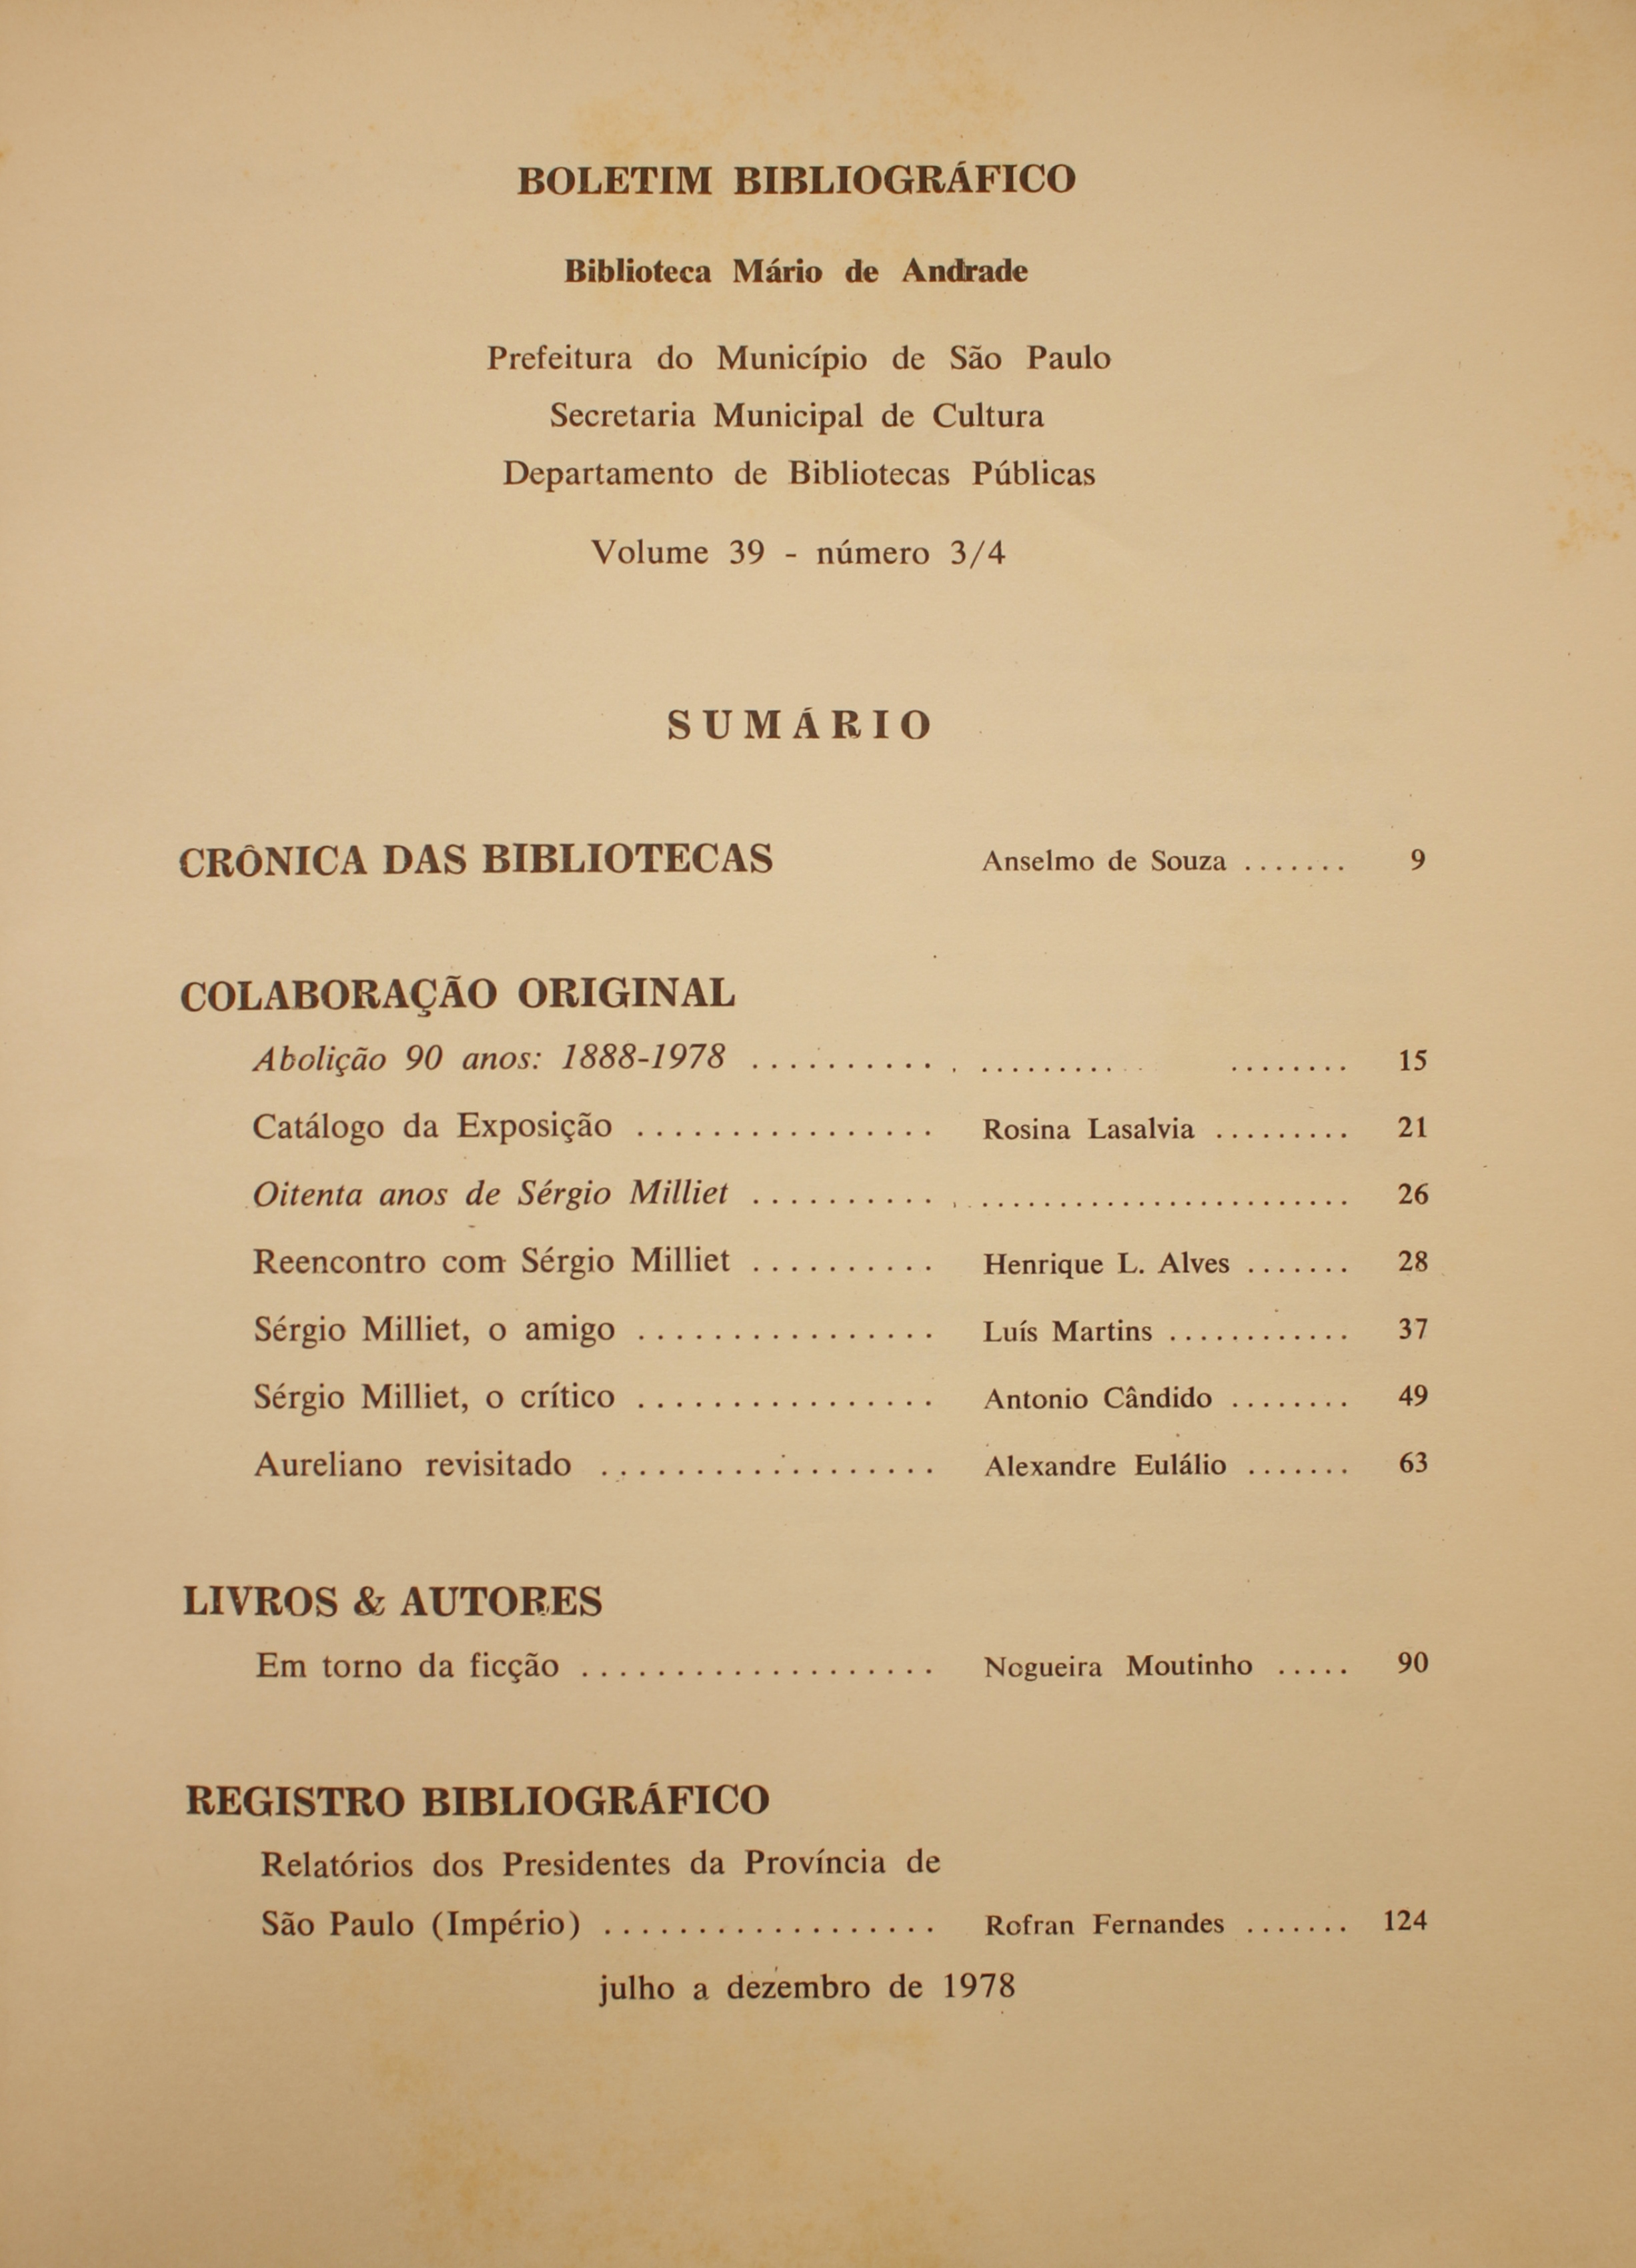 BOLETIM BIBLIOGRÁFICO
Biblioteca Mário de Andrade
Prefeitura do Município de São Paulo
Secretaria Municipal de Cultura
Departamento de Bibliotecas Públicas
Volume 39 - número 3/4
SUMÁRIO
CRÔNICA DAS BIBLIOTECAS Anselmo de Souza ....... 9
COLABORAÇÃO ORIGINAL
Abolição 90 anos: 1888-1978 .......... .......... ........ 15
Catálogo da Exposição ................ Rosina Lasalvia ......... 21
Oitenta anos de Sérgio Milliet .......... ........................ 26
Reencontro com Sérgio Milliet .......... Henrique L. Alves ....... 28
Sérgio Milliet, o amigo ................ Luís Martins ............ 37
Sérgio Milliet, o crítico ................ Antonio Cândido ........ 49
Aureliano revisitado .................. Alexandre Eulálio ....... 63
LIVROS & AUTORES
Em torno da ficção ................... Nogueira Moutinho ..... 90
REGISTRO BIBLIOGRÁFICO
Relatórios dos Presidentes da Província de
São Paulo (Império) .................. Rofran Fernandes ....... 124
julho a dezembro de 1978